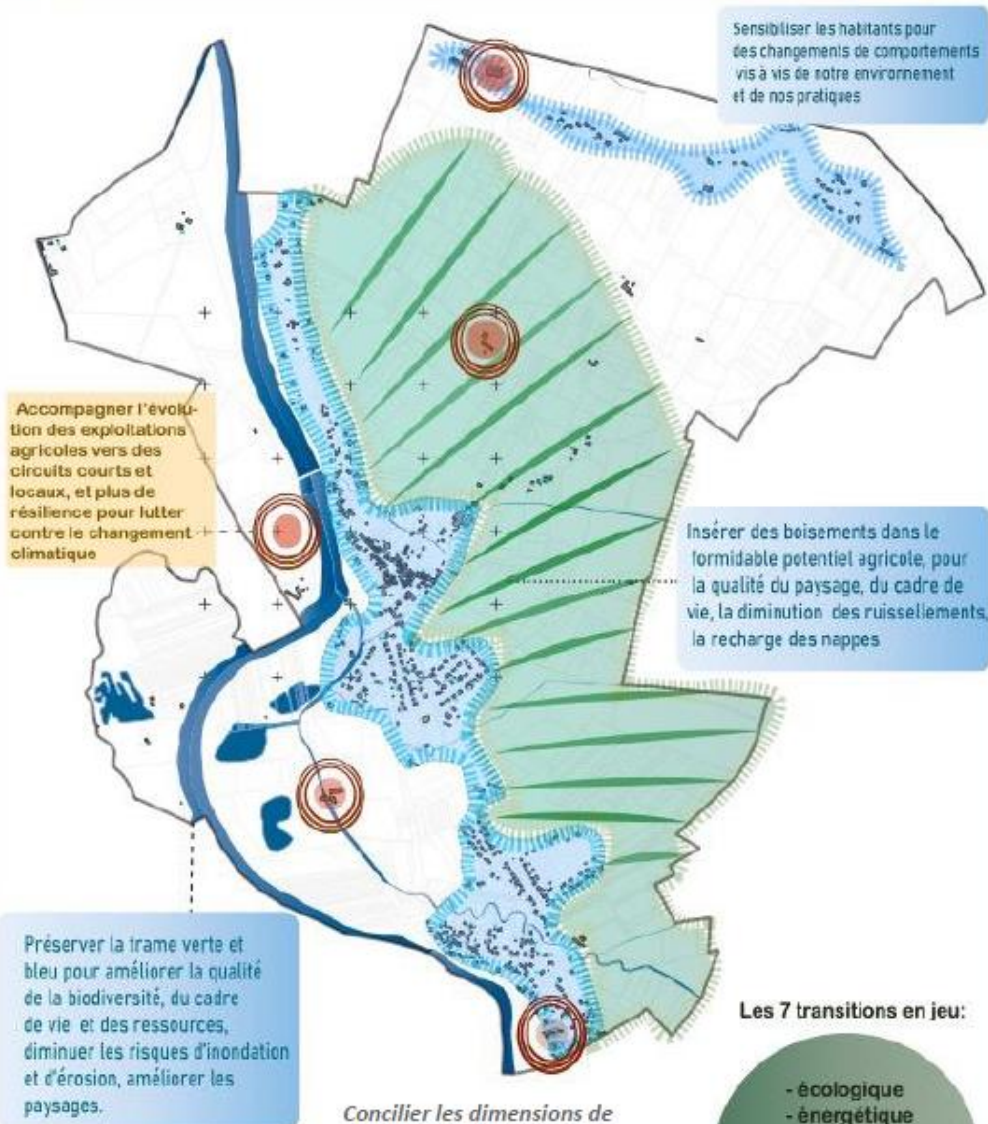 Sensibiliser les habitants pour
des changements de comportements
vis à vis de notre environnement
et de nos pratiques
Accompagner l'évolu-
tion des exploitations
agricoles vers des
circuits courts et
locaux, et plus de
résilience pour lutter
contre le changement
climatique
Insérer des boisements dans le
formidable potentiel agricole, pour
la qualité du paysage, du cadre de
vie, la diminution des ruissellements,
la recharge des nappes
Préserver la trame verte et
bleu pour améliorer la qualité
de la biodiversité, du cadre
de vie et des ressources,
diminuer les risques d'inondation
et d'érosion, améliorer les
paysages.
Les 7 transitions en jeu:
- écologique
- énergétique
Concilier les dimensions de